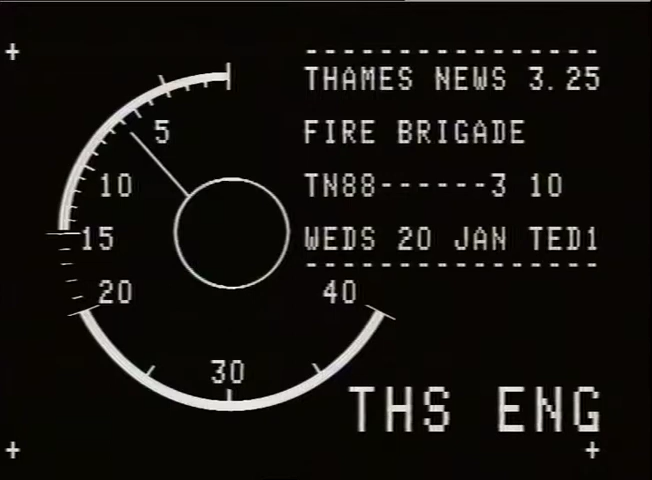 THAMES NEWS 3.25
FIRE BRIGADE
TN88------3 10
WEDS 20 JAN TED1
5
10
15
20
30
40
THS ENG